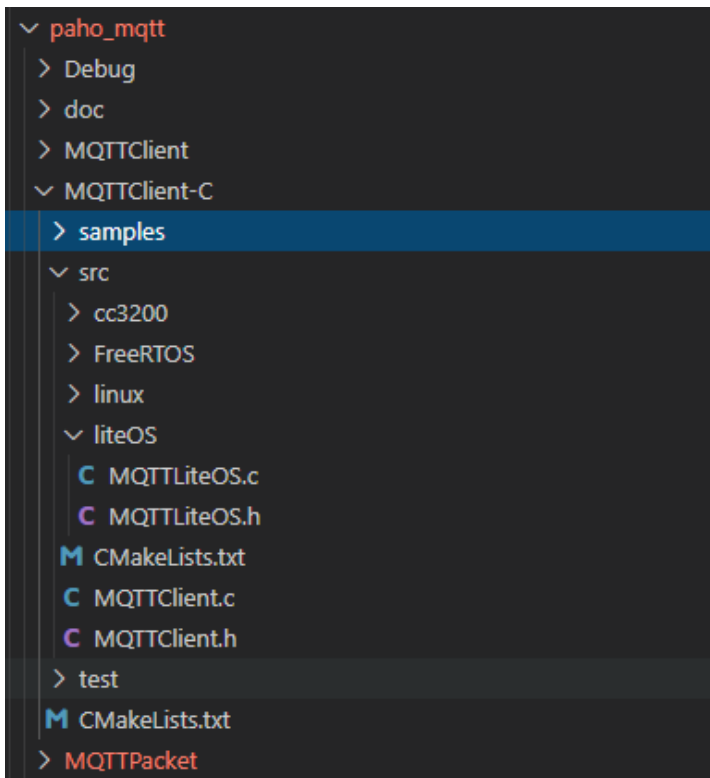 paho_mqtt
Debug
doc
MQTTClient
MQTTClient-C
samples
src
cc3200
FreeRTOS
linux
liteOS
C MQTTLiteOS.c
C MQTTLiteOS.h
M CMakeLists.txt
C MQTTClient.c
C MQTTClient.h
test
M CMakeLists.txt
MQTTPacket